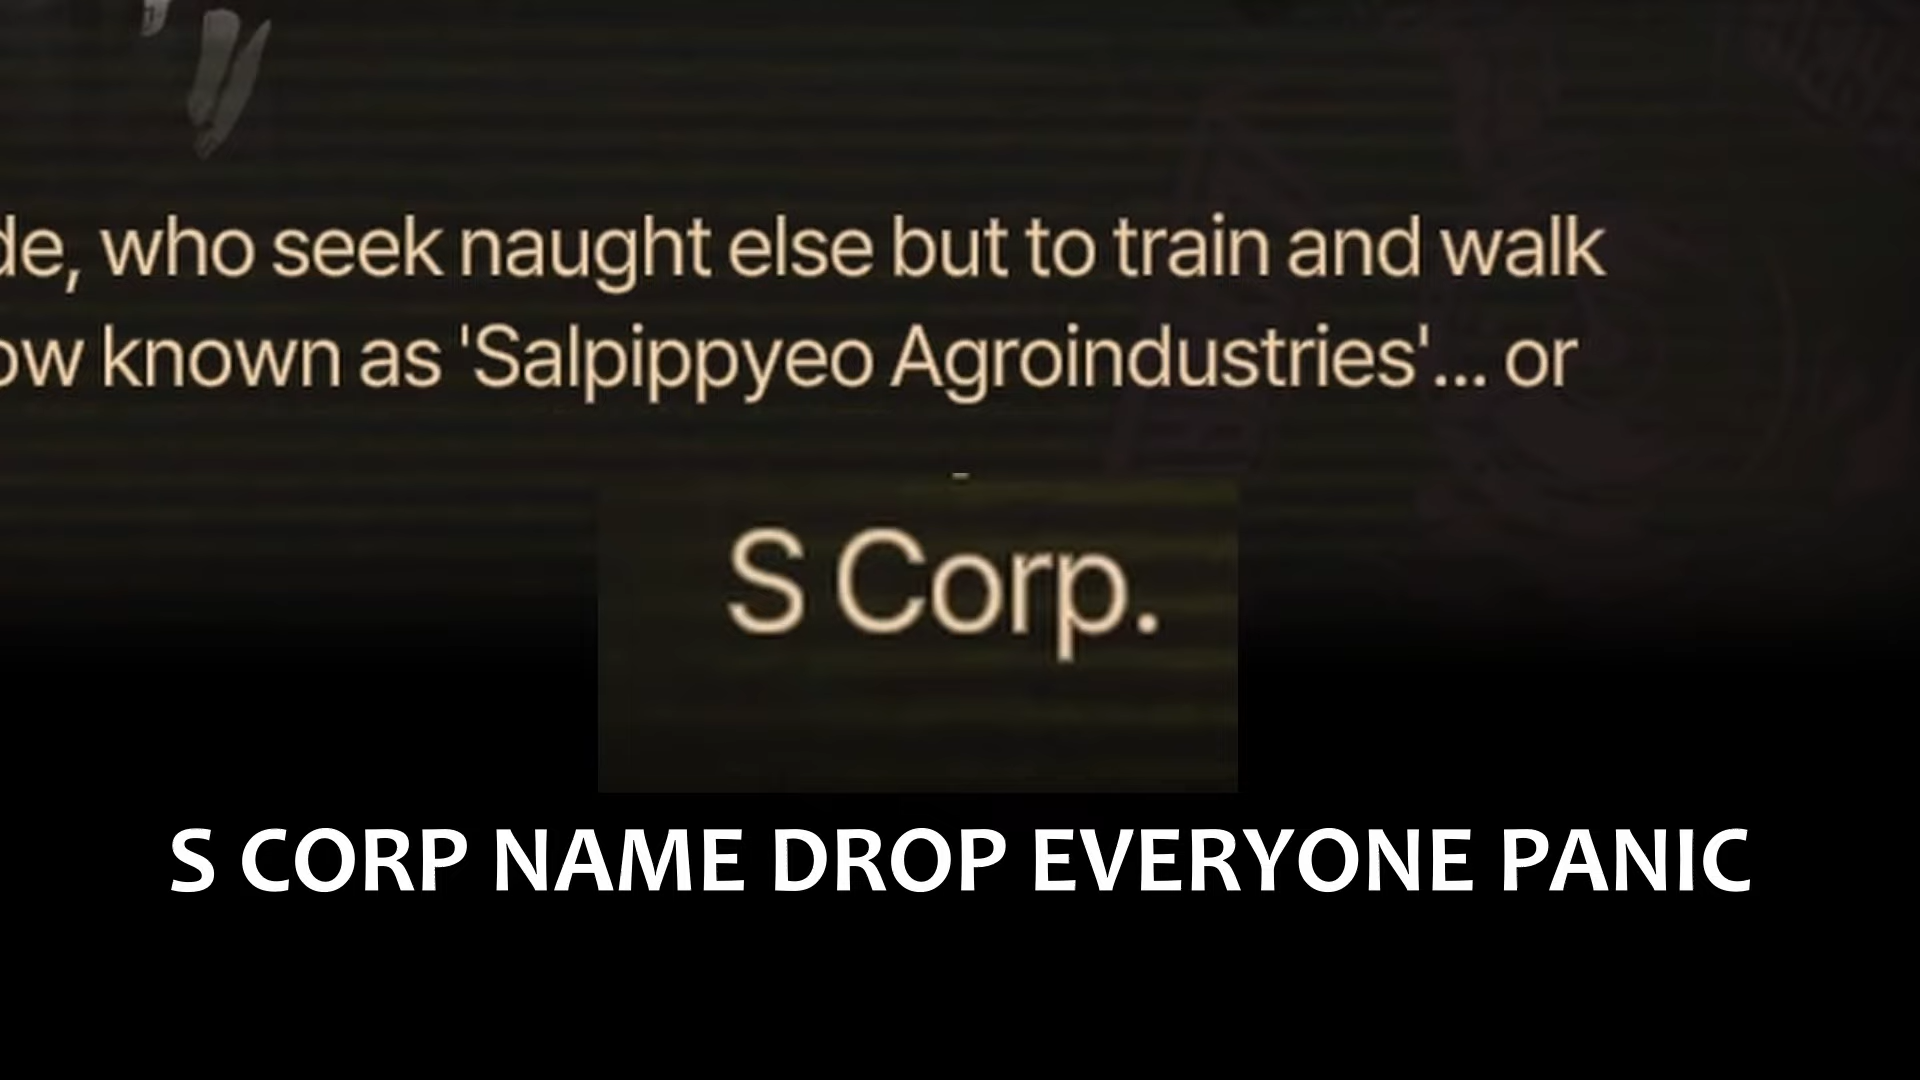 de, who seek naught else but to train and walk
ow known as 'Salpippyeo Agroindustries'... or
S Corp.
S CORP NAME DROP EVERYONE PANIC